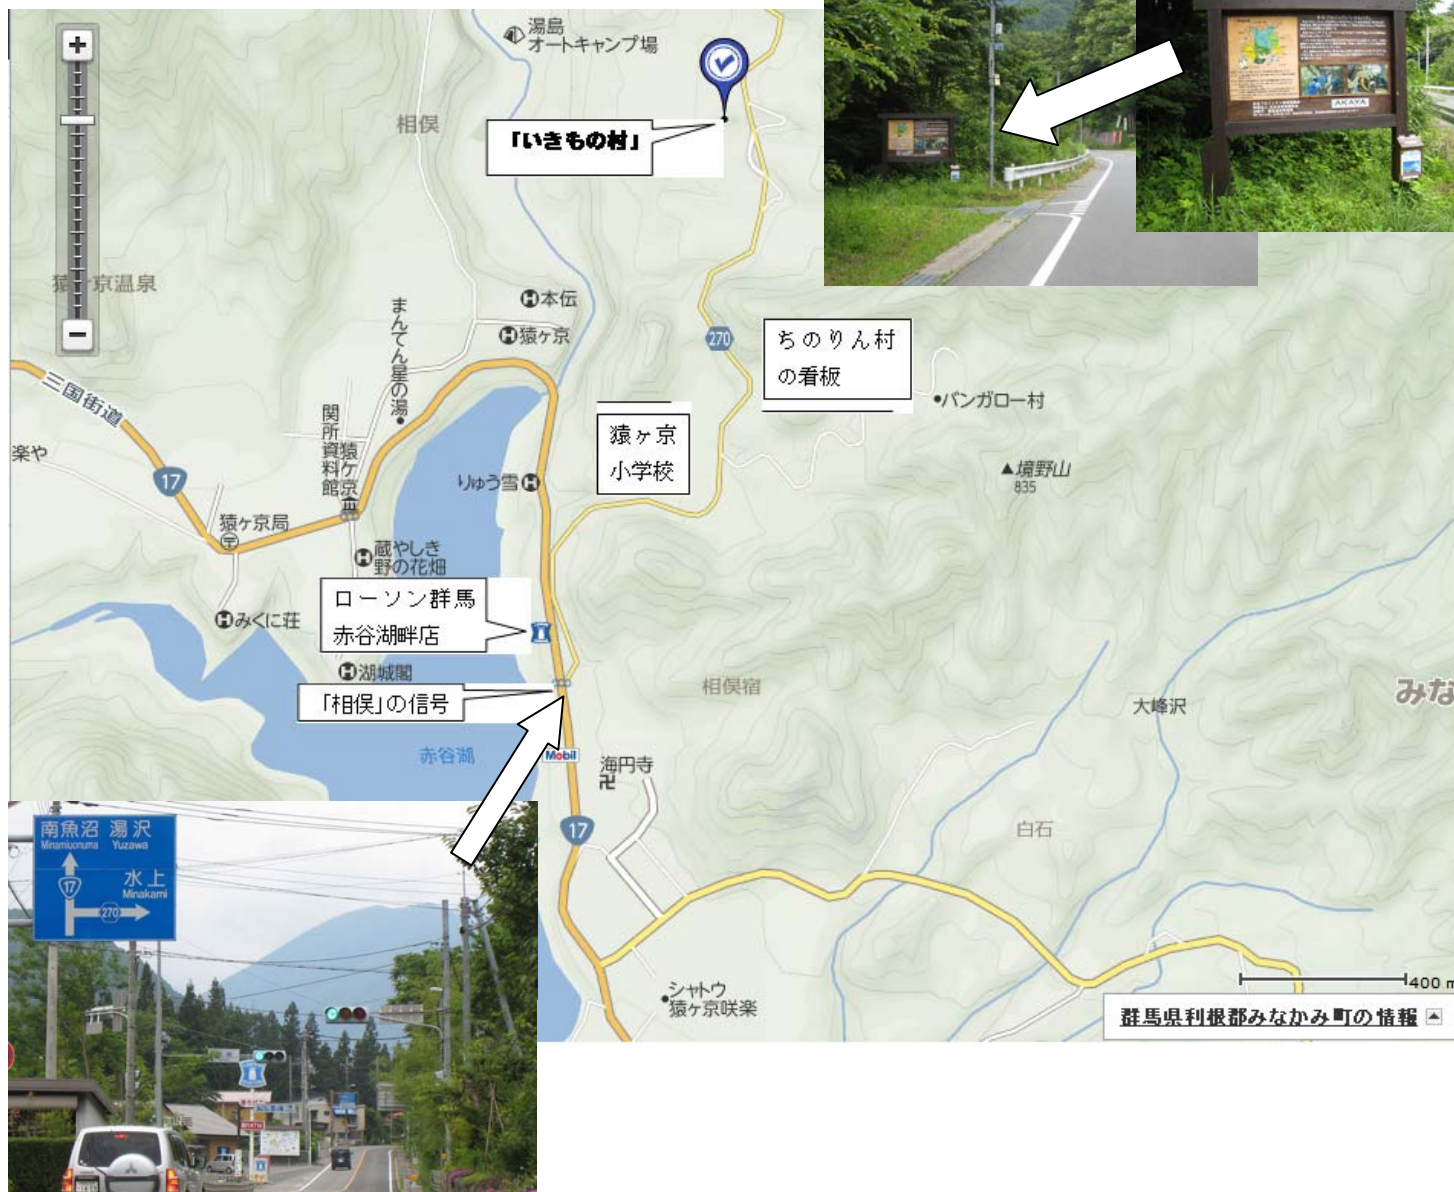 湯島
オートキャンプ場
相俣
「いきもの村」
AKAYA
猿ヶ京温泉
本伝
猿ヶ京
まんてん星の湯
270
ちのりん村
の看板
バンガロー村
三国街道
猿ヶ京
関所資料館
猿ヶ京
小学校
楽や
17
りゅう雪
境野山
835
猿ヶ京局
蔵やしき
野の花畑
ローソン群馬
赤谷湖畔店
みくに荘
湖城閣
「相俣」の信号
相俣宿
みな
大峰沢
赤谷湖
Mobil
海円寺
17
白石
南魚沼 湯沢
Minamiuonuma Yuzawa
17
水上
Minakami
270
シャトウ
猿ヶ京咲楽
400 m
群馬県利根郡みなかみ町の情報